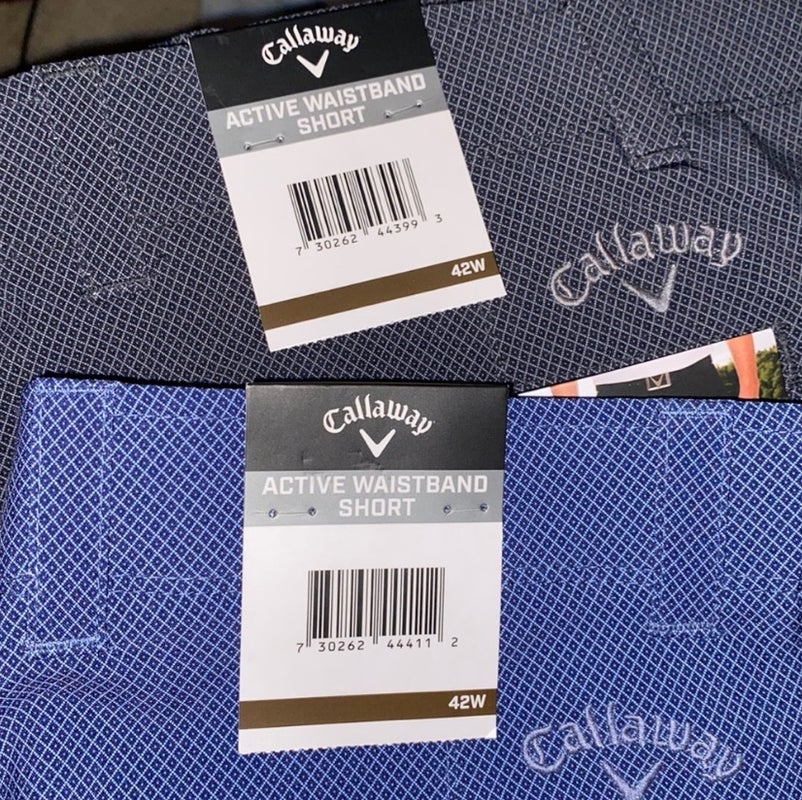 Callaway
ACTIVE WAISTBAND
SHORT
7 30262 44399 3
42W
Callaway
Callaway
ACTIVE WAISTBAND
SHORT
7 30262 44411 2
42W
Callaway